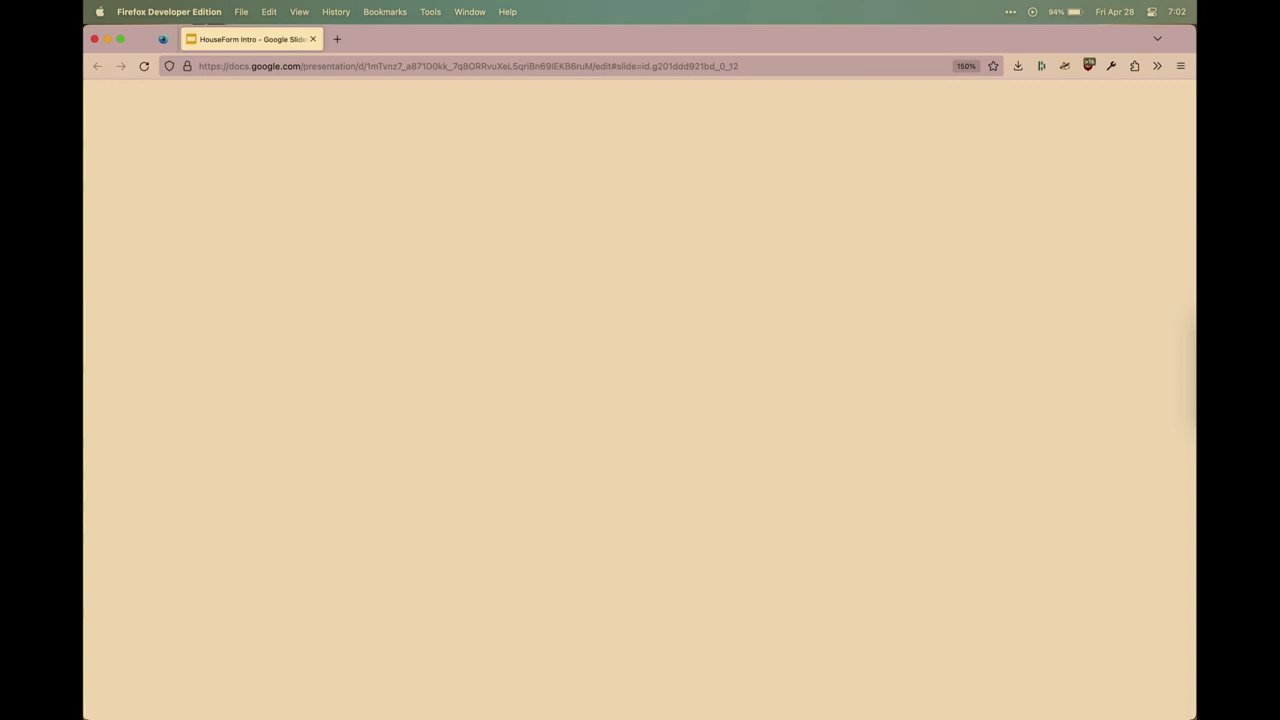 Firefox Developer Edition File Edit View History Bookmarks Tools Window Help 94% Fri Apr 28 7:02
HouseForm Intro - Google Slide
150%